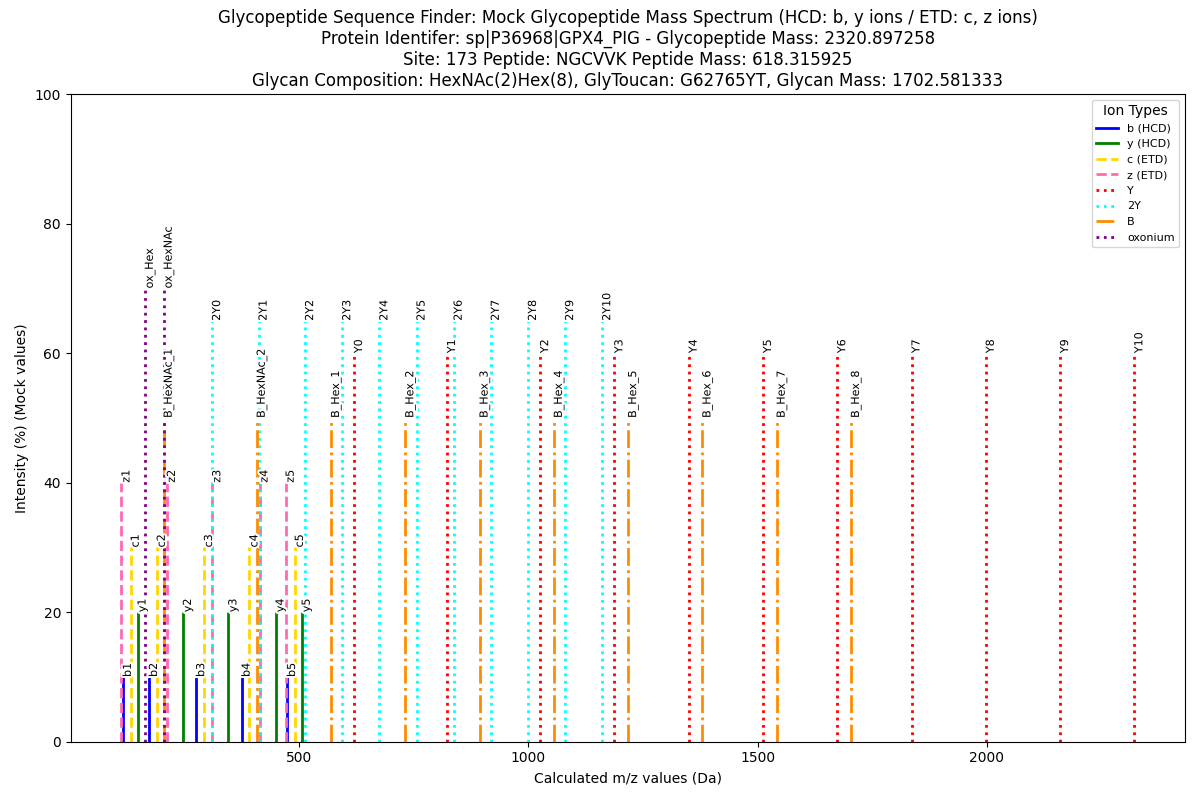 Glycopeptide Sequence Finder: Mock Glycopeptide Mass Spectrum (HCD: b, y ions / ETD: c, z ions)
Protein Identifer: sp|P36968|GPX4_PIG - Glycopeptide Mass: 2320.897258
Site: 173 Peptide: NGCVVK Peptide Mass: 618.315925
Glycan Composition: HexNAc(2)Hex(8), GlyToucan: G62765YT, Glycan Mass: 1702.581333
Ion Types
b (HCD)
y (HCD)
c (ETD)
z (ETD)
Y
2Y
B
oxonium
100
80
60
40
20
0
Intensity (%) (Mock values)
ox_Hex
ox_HexNAc
2Y0
2Y1
2Y2
2Y3
2Y4
2Y5
2Y6
2Y7
2Y8
2Y9
2Y10
Y0
Y1
Y2
Y3
Y4
Y5
Y6
Y7
Y8
Y9
Y10
B_HexNAc_1
B_HexNAc_2
B_Hex_1
B_Hex_2
B_Hex_3
B_Hex_4
B_Hex_5
B_Hex_6
B_Hex_7
B_Hex_8
z1
z2
z3
z4
z5
c1
c2
c3
c4
c5
y1
y2
y3
y4
y5
b1
b2
b3
b4
b5
500
1000
1500
2000
Calculated m/z values (Da)